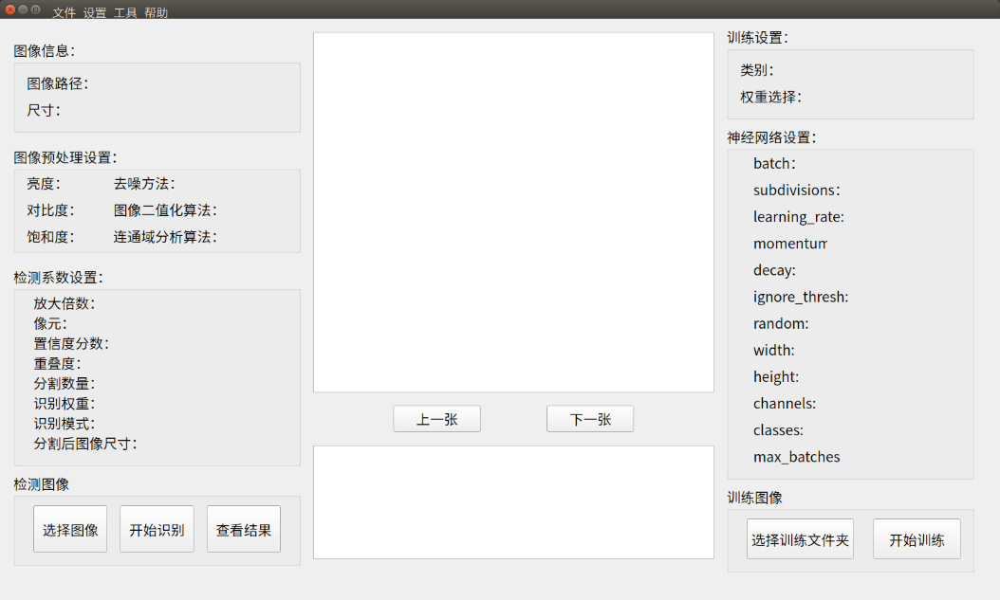 文件 设置 工具 帮助
图像信息：
图像路径：
尺寸：
图像预处理设置：
亮度： 去噪方法：
对比度： 图像二值化算法：
饱和度： 连通域分析算法：
检测系数设置：
放大倍数：
像元：
置信度分数：
重叠度：
分割数量：
识别权重：
识别模式：
分割后图像尺寸：
检测图像
选择图像 开始识别 查看结果
上一张 下一张
训练设置：
类别：
权重选择：
神经网络设置：
batch：
subdivisions：
learning_rate:
momentum
decay:
ignore_thresh:
random:
width:
height:
channels:
classes:
max_batches
训练图像
选择训练文件夹 开始训练